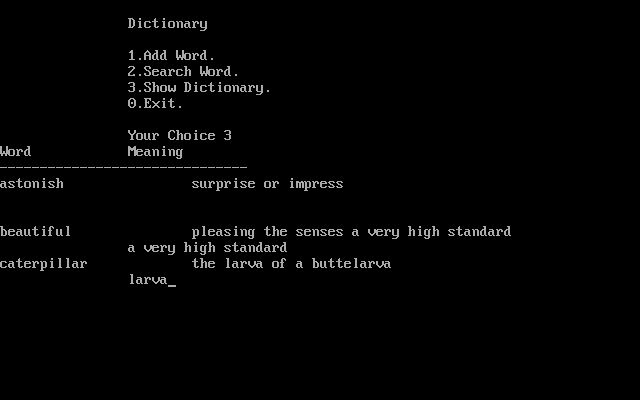 Dictionary
1.Add Word.
2.Search Word.
3.Show Dictionary.
0.Exit.
Your Choice 3
Word Meaning
-------------------------------
astonish surprise or impress
beautiful pleasing the senses a very high standard
a very high standard
caterpillar the larva of a buttelarva
larva_